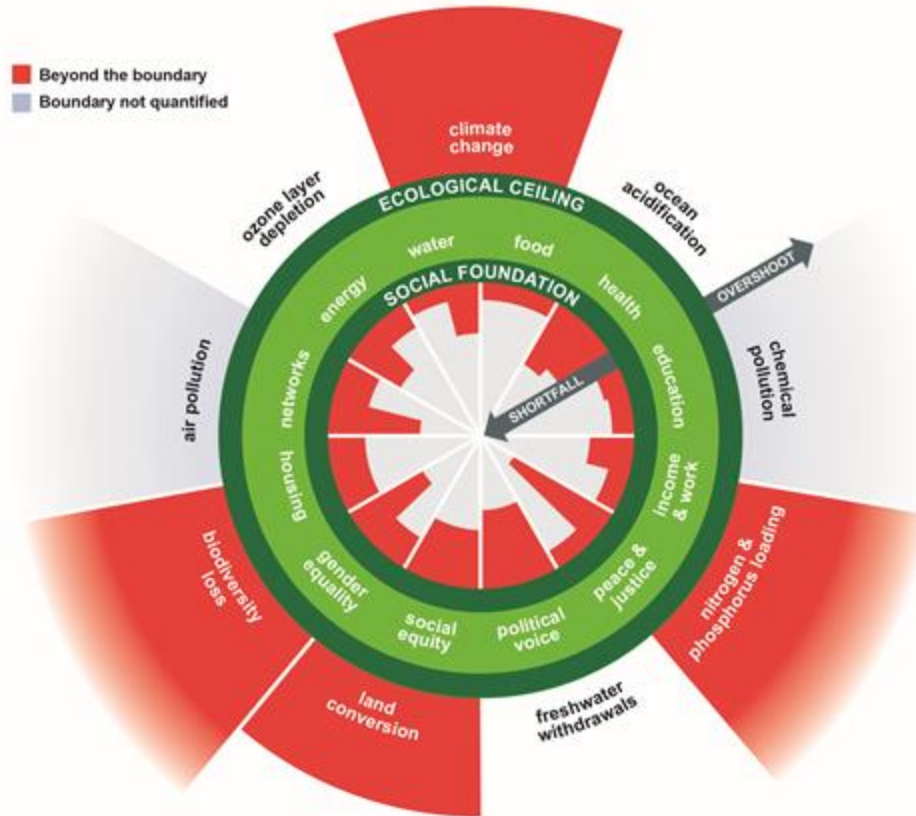 Beyond the boundary
Boundary not quantified
climate
change
ozone layer
depletion
ocean
acidification
ECOLOGICAL CEILING
OVERSHOOT
water
food
energy
health
SOCIAL FOUNDATION
air pollution
networks
education
chemical
pollution
SHORTFALL
housing
income
& work
biodiversity
loss
gender
equality
social
equity
political
voice
peace &
justice
nitrogen &
phosphorus loading
land
conversion
freshwater
withdrawals